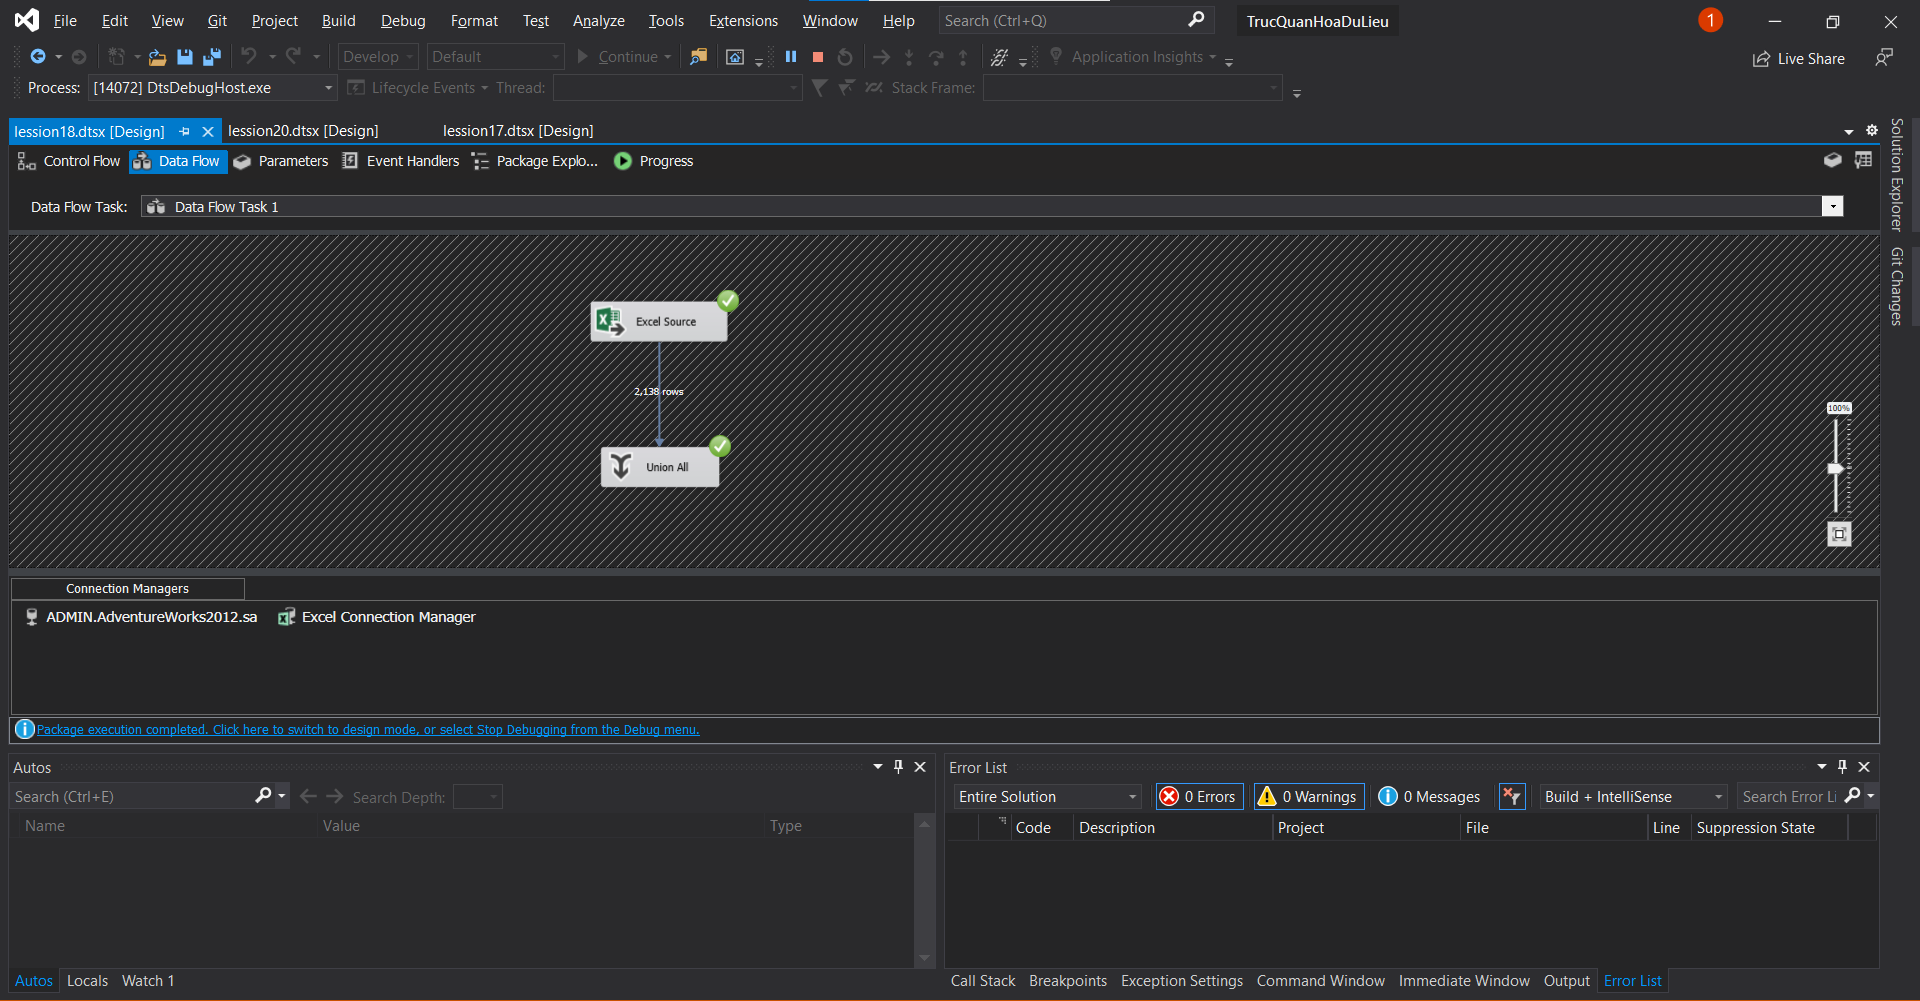 File Edit View Git Project Build Debug Format Test Analyze Tools Extensions Window Help Search (Ctrl+Q) TrucQuanHoaDuLieu 1
Develop Default Continue Application Insights Live Share
Process: [14072] DtsDebugHost.exe Lifecycle Events Thread: Stack Frame:
lession18.dtsx [Design] lession20.dtsx [Design] lession17.dtsx [Design]
Control Flow Data Flow Parameters Event Handlers Package Explo... Progress
Data Flow Task: Data Flow Task 1
Solution Explorer
Git Changes
Excel Source
2,138 rows
Union All
100%
Connection Managers
ADMIN.AdventureWorks2012.sa Excel Connection Manager
Package execution completed. Click here to switch to design mode, or select Stop Debugging from the Debug menu.
Autos
Search (Ctrl+E) Search Depth:
Name Value Type
Autos Locals Watch 1
Error List
Entire Solution 0 Errors 0 Warnings 0 Messages Build + IntelliSense Search Error Li
Code Description Project File Line Suppression State
Call Stack Breakpoints Exception Settings Command Window Immediate Window Output Error List